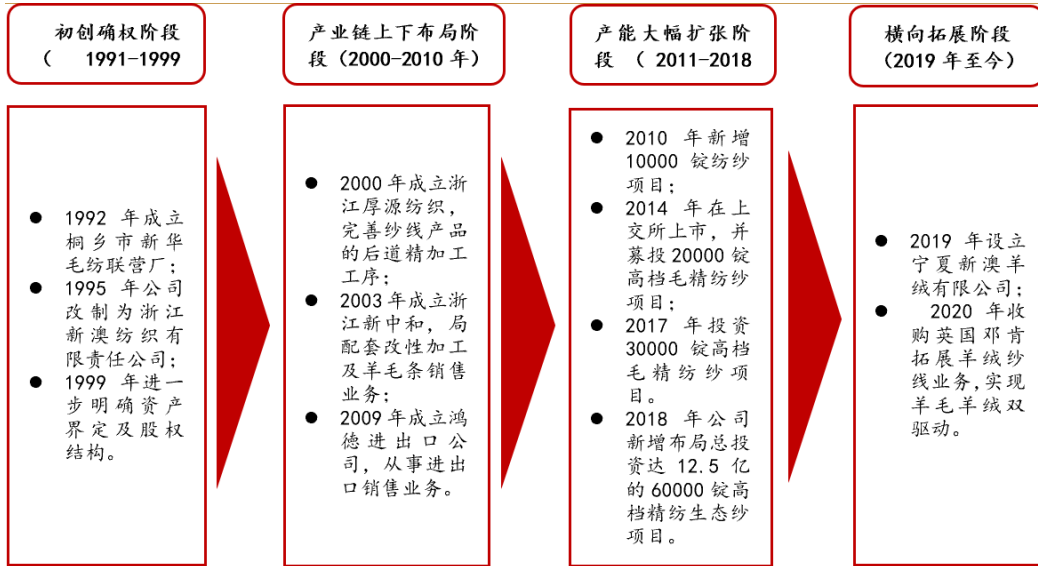 初创确权阶段
（ 1991-1999
1992 年成立
桐乡市新华
毛纺联营厂；
1995 年公司
改制为浙江
新澳纺织有
限责任公司；
1999 年进一
步明确资产
界定及股权
结构。
产业链上下布局阶
段（2000-2010 年）
2000 年成立浙
江厚源纺织，
完善纱线产品
的后道精加工
工序；
2003 年成立浙
江新中和，局
配套改性加工
及羊毛条销售
业务；
2009 年成立鸿
德进出口公
司，从事进出
口销售业务。
产能大幅扩张阶
段（ 2011-2018
2010 年新增
10000 锭纺纱
项目；
2014 年在上
交所上市，并
募投 20000 锭
高档毛精纺纱
项目；
2017 年投资
30000 锭高档
毛精纺纱项
目。
2018 年公司
新增布局总投
资达 12.5 亿
的 60000 锭高
档精纺生态纱
项目。
横向拓展阶段
（2019 年至今）
2019 年设立
宁夏新澳羊
绒有限公司；
2020 年收
购英国邓肯
拓展羊绒纱
线业务,实现
羊毛羊绒双
驱动。